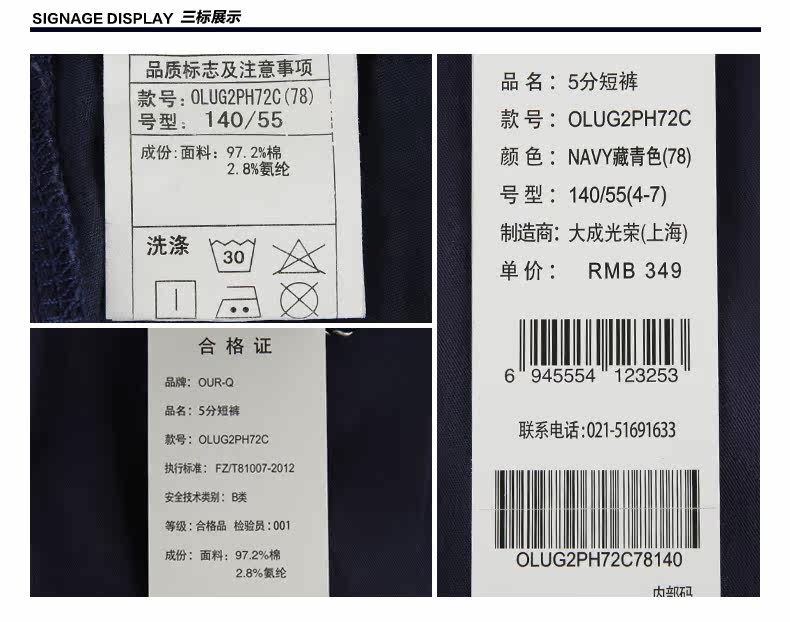 SIGNAGE DISPLAY 三标展示
品质标志及注意事项
款号:OLUG2PH72C(78)
号型: 140/55
成份:面料: 97.2%棉
2.8%氨纶
洗涤
30
合格证
品牌: OUR-Q
品名: 5分短裤
款号: OLUG2PH72C
执行标准: FZ/T81007-2012
安全技术类别: B类
等级:合格品 检验员:001
成份: 面料: 97.2%棉
2.8%氨纶
品名: 5分短裤
款号: OLUG2PH72C
颜色: NAVY藏青色(78)
号型: 140/55(4-7)
制造商: 大成光荣(上海)
单价: RMB 349
6 945554 123253
联系电话:021-51691633
OLUG2PH72C78140
内部码